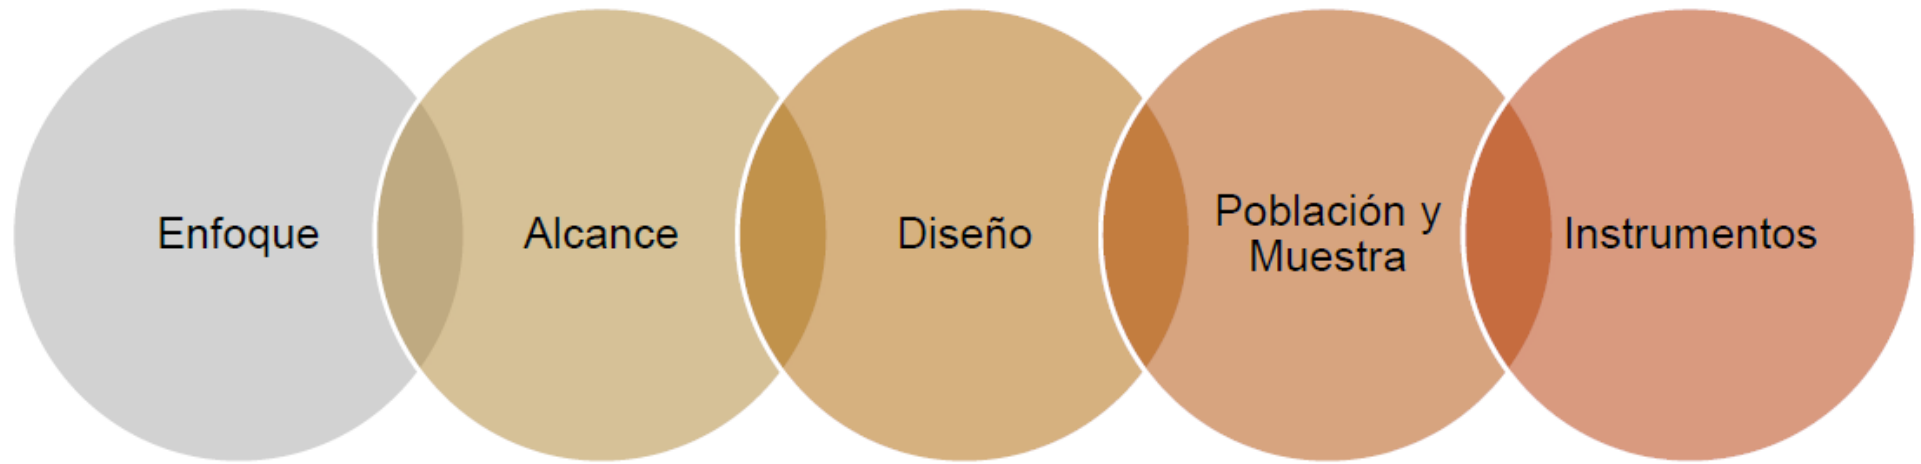 Enfoque
Alcance
Diseño
Población y
Muestra
Instrumentos